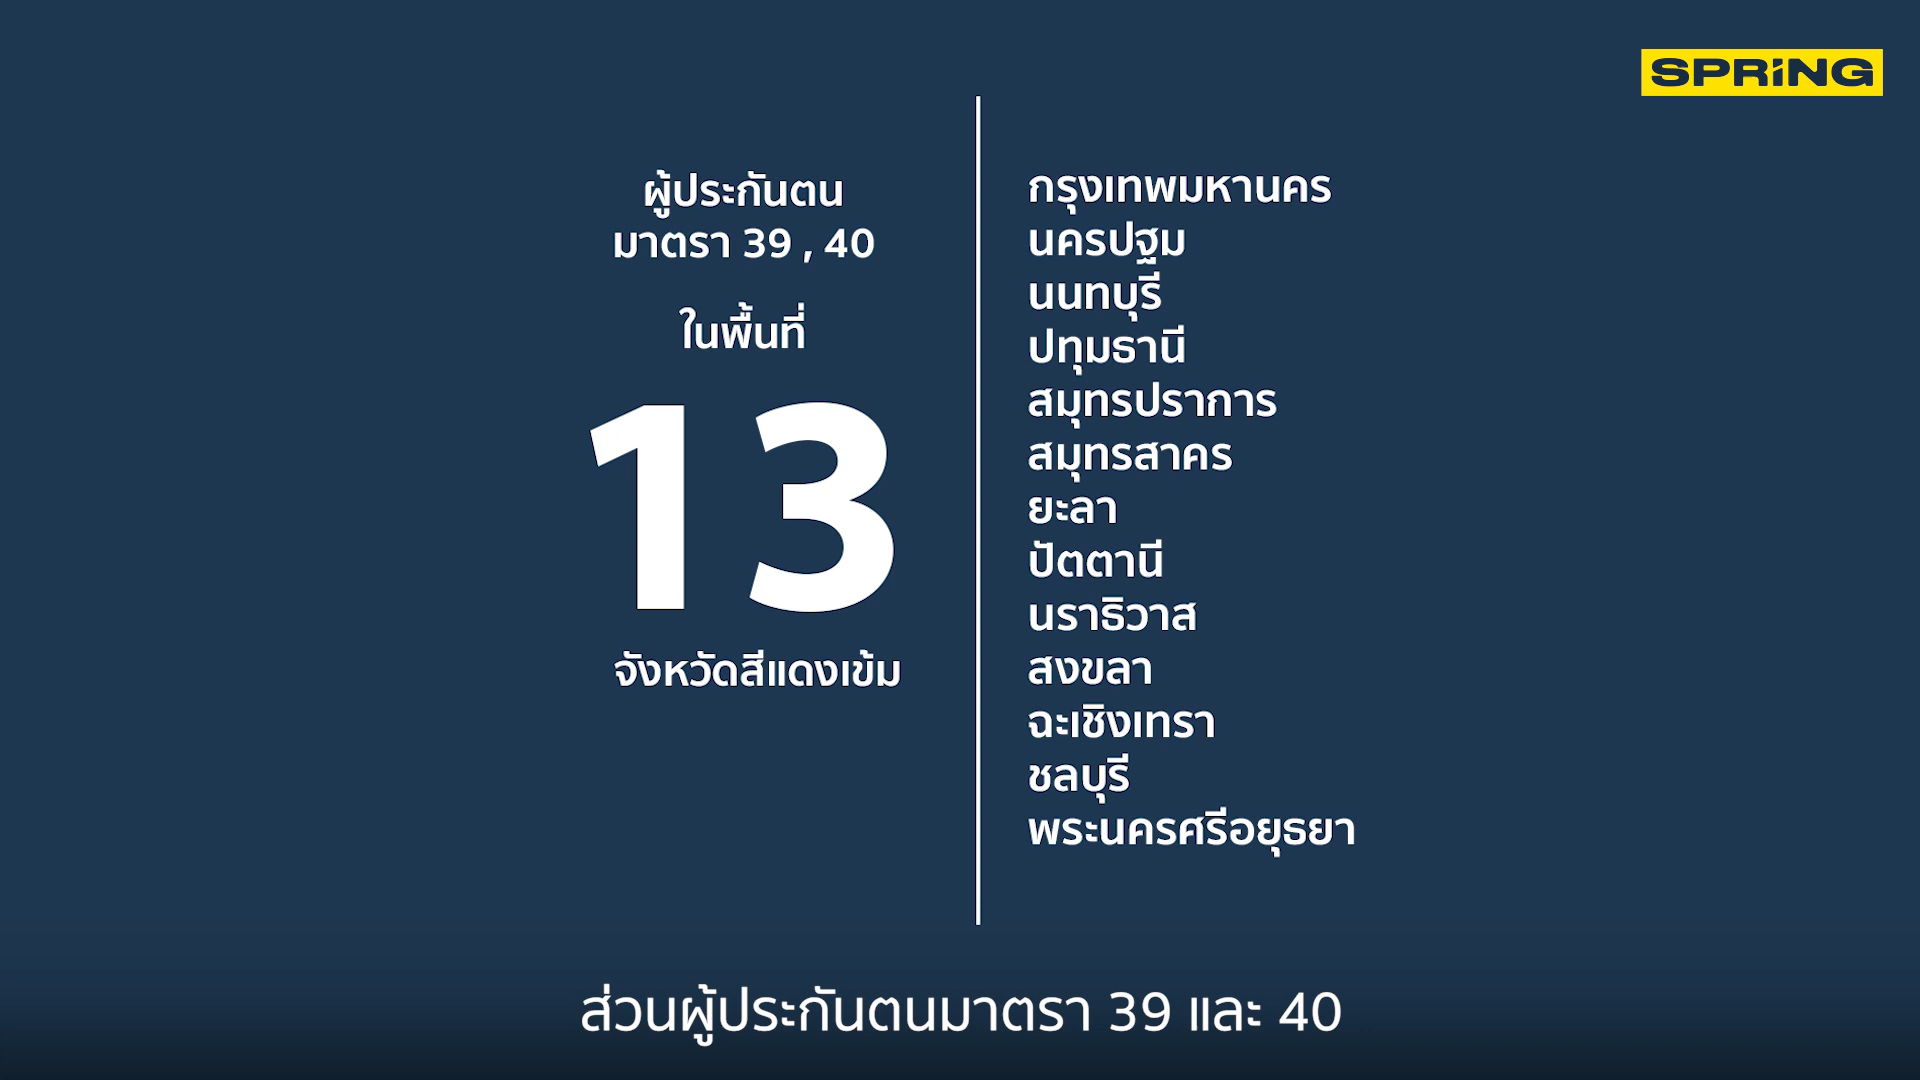 SPRiNG
ผู้ประกันตน
มาตรา 39 , 40
ในพื้นที่
13
จังหวัดสีแดงเข้ม
กรุงเทพมหานคร
นครปฐม
นนทบุรี
ปทุมธานี
สมุทรปราการ
สมุทรสาคร
ยะลา
ปัตตานี
นราธิวาส
สงขลา
ฉะเชิงเทรา
ชลบุรี
พระนครศรีอยุธยา
ส่วนผู้ประกันตนมาตรา 39 และ 40